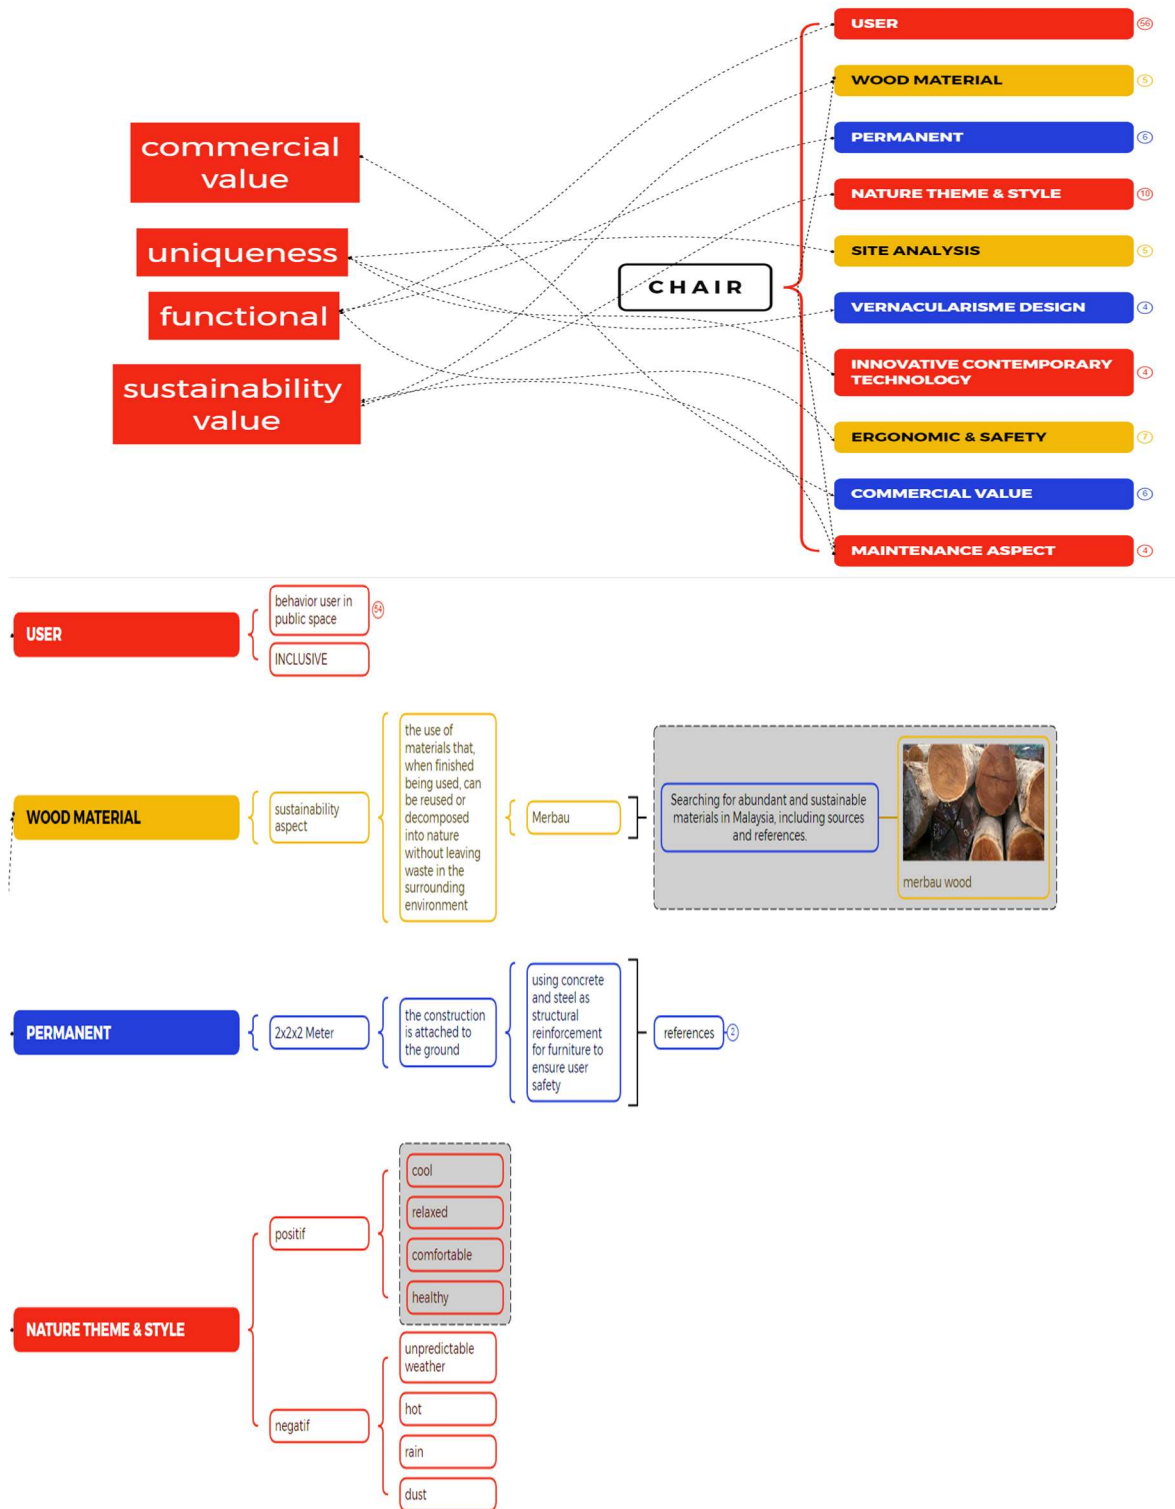 commercial
value
uniqueness
functional
sustainability
value
CHAIR
USER
56
WOOD MATERIAL
5
PERMANENT
6
NATURE THEME & STYLE
10
SITE ANALYSIS
5
VERNACULARISME DESIGN
4
INNOVATIVE CONTEMPORARY
TECHNOLOGY
4
ERGONOMIC & SAFETY
7
COMMERCIAL VALUE
6
MAINTENANCE ASPECT
4
USER
behavior user in
public space
54
INCLUSIVE
WOOD MATERIAL
sustainability
aspect
the use of
materials that,
when finished
being used, can
be reused or
decomposed
into nature
without leaving
waste in the
surrounding
environment
Merbau
Searching for abundant and sustainable
materials in Malaysia, including sources
and references.
merbau wood
PERMANENT
2x2x2 Meter
the construction
is attached to
the ground
using concrete
and steel as
structural
reinforcement
for furniture to
ensure user
safety
references
2
NATURE THEME & STYLE
positif
cool
relaxed
comfortable
healthy
negatif
unpredictable
weather
hot
rain
dust